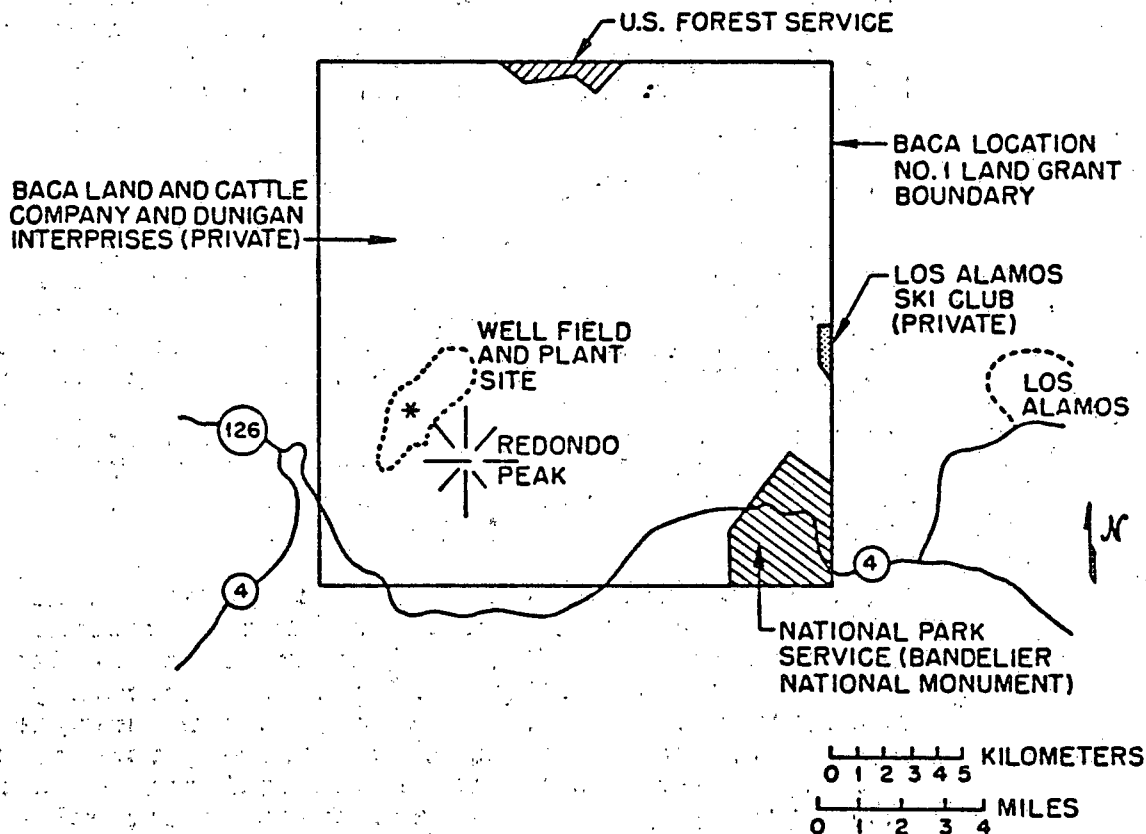 U.S. FOREST SERVICE
BACA LOCATION
NO. 1 LAND GRANT
BOUNDARY
BACA LAND AND CATTLE
COMPANY AND DUNIGAN
INTERPRISES (PRIVATE)
LOS ALAMOS
SKI CLUB
(PRIVATE)
WELL FIELD
AND PLANT
SITE
*
LOS
ALAMOS
126
REDONDO
PEAK
N
4
4
NATIONAL PARK
SERVICE (BANDELIER
NATIONAL MONUMENT)
KILOMETERS
0 1 2 3 4 5
MILES
0 1 2 3 4